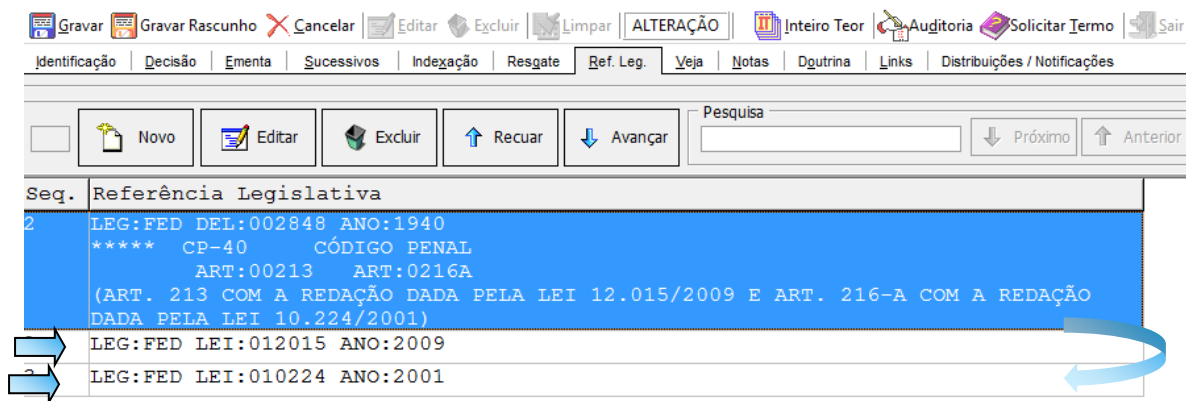 Gravar Gravar Rascunho Cancelar Editar Excluir Limpar ALTERAÇÃO Inteiro Teor Auditoria Solicitar Termo Sair
Identificação Decisão Ementa Sucessivos Indexação Resgate Ref. Leg. Veja Notas Doutrina Links Distribuições / Notificações
Pesquisa
Novo Editar Excluir Recuar Avançar Próximo Anterior
Seq. Referência Legislativa
2 LEG:FED DEL:002848 ANO:1940
***** CP-40 CÓDIGO PENAL
ART:00213 ART:0216A
(ART. 213 COM A REDAÇÃO DADA PELA LEI 12.015/2009 E ART. 216-A COM A REDAÇÃO
DADA PELA LEI 10.224/2001)
LEG:FED LEI:012015 ANO:2009
LEG:FED LEI:010224 ANO:2001